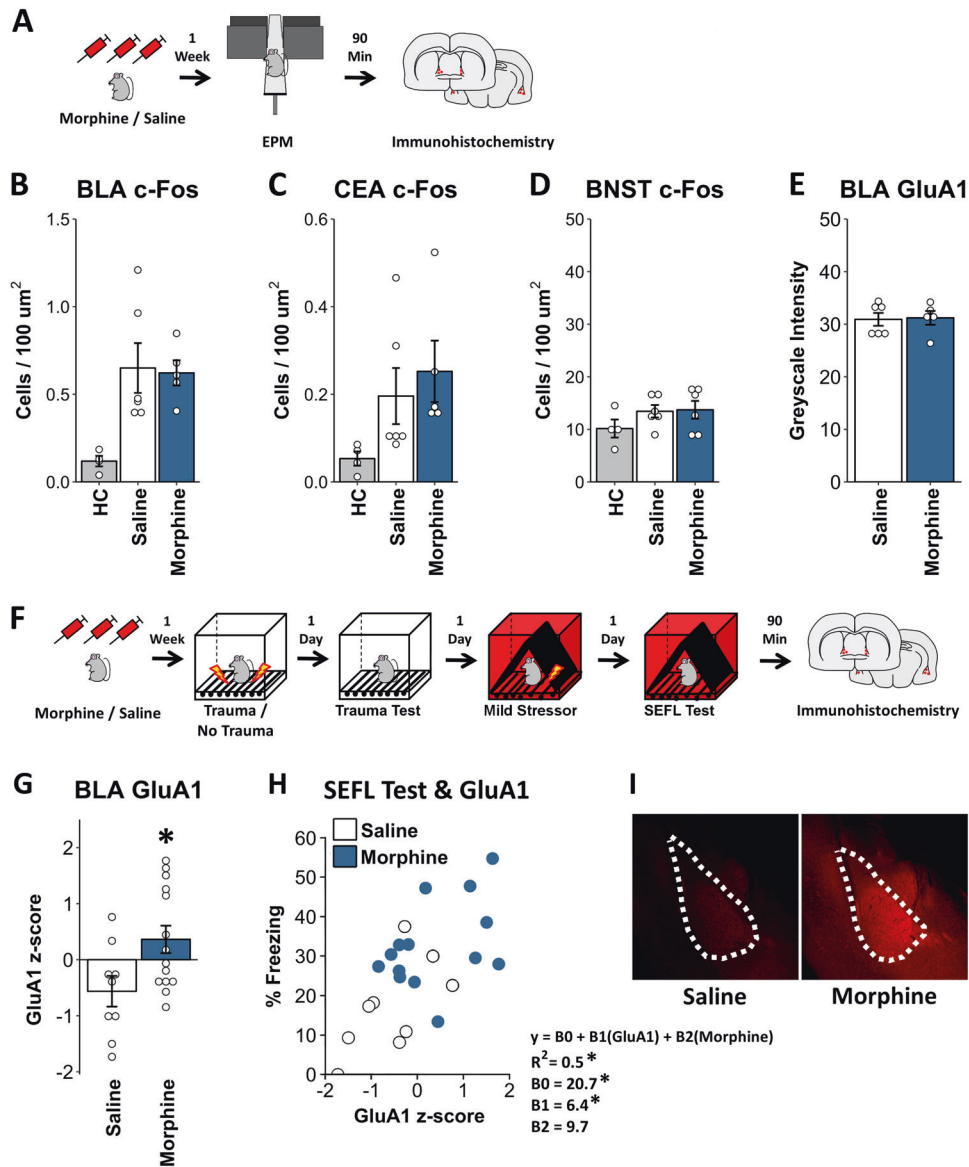 A
1
Week
90
Min
Morphine / Saline
EPM
Immunohistochemistry
B BLA c-Fos
1.5
1.0
0.5
0.0
Cells / 100 um²
HC
Saline
Morphine
C CEA c-Fos
0.6
0.4
0.2
0.0
Cells / 100 um²
HC
Saline
Morphine
D BNST c-Fos
50
40
30
20
10
0
Cells / 100 um²
HC
Saline
Morphine
E BLA GluA1
50
40
30
20
10
0
Greyscale Intensity
Saline
Morphine
F
1
Week
1
Day
1
Day
1
Day
90
Min
Morphine / Saline
Trauma /
No Trauma
Trauma Test
Mild Stressor
SEFL Test
Immunohistochemistry
G BLA GluA1
*
2
1
0
-1
-2
GluA1 z-score
Saline
Morphine
H SEFL Test & GluA1
Saline
Morphine
60
50
40
30
20
10
0
% Freezing
-2 -1 0 1 2
GluA1 z-score
y = B0 + B1(GluA1) + B2(Morphine)
R² = 0.5 *
B0 = 20.7 *
B1 = 6.4 *
B2 = 9.7
I
Saline
Morphine